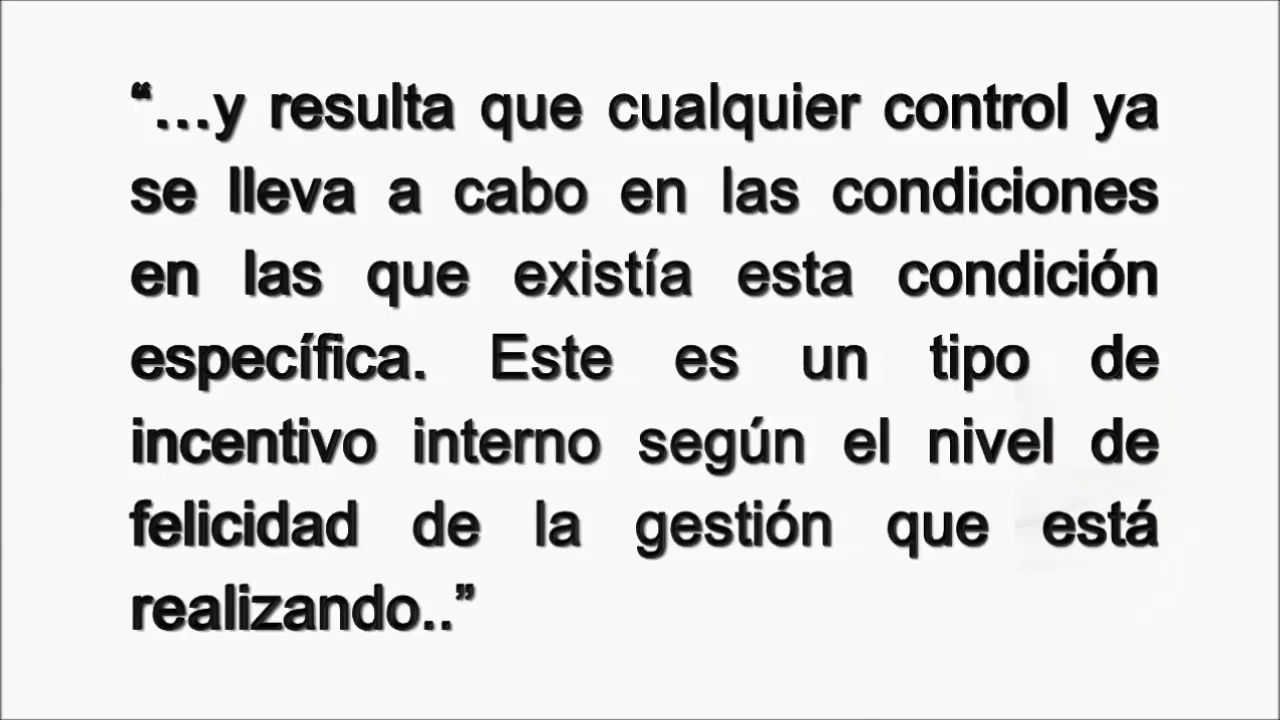 “…y resulta que cualquier control ya
se lleva a cabo en las condiciones
en las que existía esta condición
específica. Este es un tipo de
incentivo interno según el nivel de
felicidad de la gestión que está
realizando..”